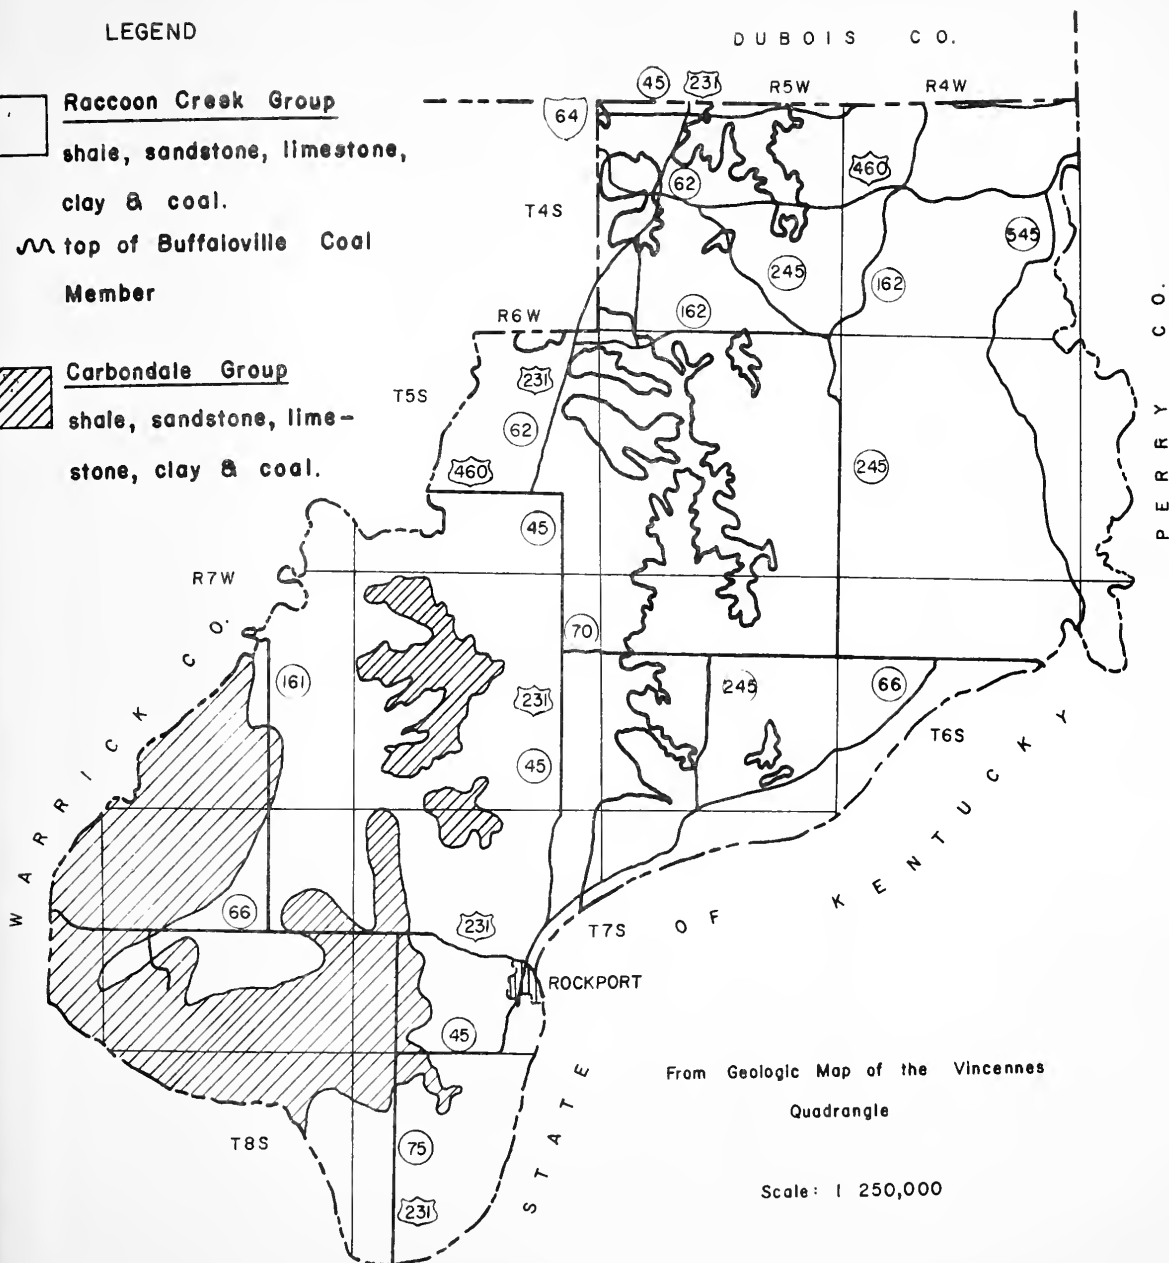 LEGEND
Raccoon Creek Group
shale, sandstone, limestone,
clay & coal.
top of Buffaloville Coal
Member
Carbondale Group
shale, sandstone, lime-
stone, clay & coal.
DUBOIS CO.
45
231
R5W
R4W
64
460
62
T4S
545
245
162
162
R6W
PERRY CO.
231
T5S
62
245
460
45
R7W
70
WARRICK CO.
161
231
245
66
T6S
45
66
231
T7S
STATE OF KENTUCKY
ROCKPORT
45
From Geologic Map of the Vincennes
Quadrangle
T8S
75
Scale: 1 250,000
231